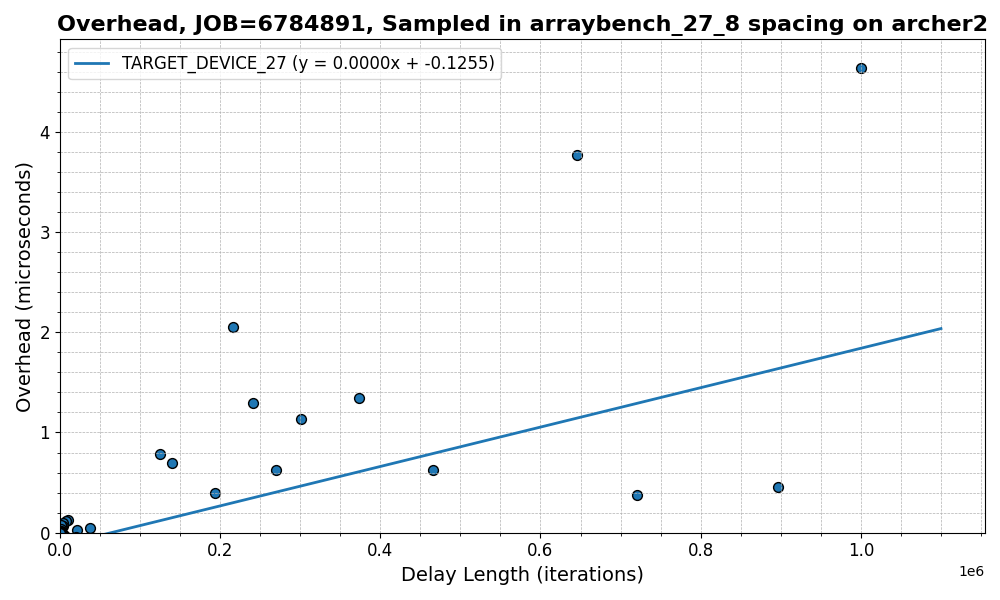 Overhead, JOB=6784891, Sampled in arraybench_27_8 spacing on archer2
TARGET_DEVICE_27 (y = 0.0000x + -0.1255)
Overhead (microseconds)
4
3
2
1
0
0.0 0.2 0.4 0.6 0.8 1.0
1e6
Delay Length (iterations)